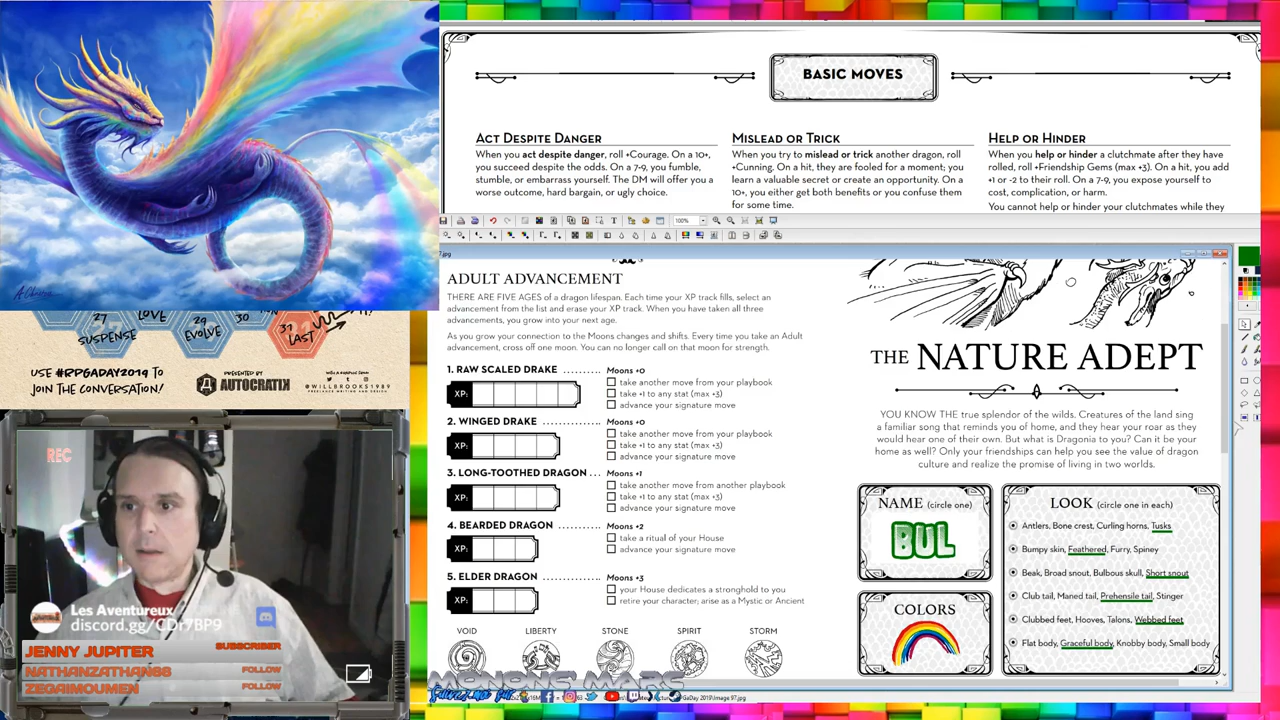 A. Christen
27
SUSPENSE
LOVE
29
EVOLVE
30
31
LAST
USE #RPGADAY2019 TO
JOIN THE CONVERSATION!
PRESENTED BY
AUTOCRATIK
@WILLBROOKS1989
REC
Les Aventureux
discord.gg/CDr7BP9
JENNY JUPITER
SUBSCRIBER
NATHANZATHAN88
FOLLOW
ZEGAIMOUMEN
FOLLOW
BASIC MOVES
ACT DESPITE DANGER
When you act despite danger, roll +Courage. On a 10+,
you succeed despite the odds. On a 7-9, you fumble,
stumble, or embarrass yourself. The DM will offer you a
worse outcome, hard bargain, or ugly choice.
MISLEAD OR TRICK
When you try to mislead or trick another dragon, roll
+Cunning. On a hit, they are fooled for a moment; you
learn a valuable secret or create an opportunity. On a
10+, you either get both benefits or you confuse them
for some time.
HELP OR HINDER
When you help or hinder a clutchmate after they have
rolled, roll +Friendship Gems (max +3). On a hit, you add
+1 or -2 to their roll. On a 7-9, you expose yourself to
cost, complication, or harm.
You cannot help or hinder your clutchmates while they
100%
7.jpg
ADULT ADVANCEMENT
THERE ARE FIVE AGES of a dragon lifespan. Each time your XP track fills, select an
advancement from the list and erase your XP track. When you have taken all three
advancements, you grow into your next age.
As you grow your connection to the Moons changes and shifts. Every time you take an Adult
advancement, cross off one moon. You can no longer call on that moon for strength.
1. RAW SCALED DRAKE .......... Moons +0
XP:
take another move from your playbook
take +1 to any stat (max +3)
advance your signature move
2. WINGED DRAKE ............... Moons +0
XP:
take another move from your playbook
take +1 to any stat (max +3)
advance your signature move
3. LONG-TOOTHED DRAGON ... Moons +1
XP:
take another move from another playbook
take +1 to any stat (max +3)
advance your signature move
4. BEARDED DRAGON ............ Moons +2
XP:
take a ritual of your House
advance your signature move
5. ELDER DRAGON ............... Moons +3
XP:
your House dedicates a stronghold to you
retire your character; arise as a Mystic or Ancient
VOID LIBERTY STONE SPIRIT STORM
THE NATURE ADEPT
YOU KNOW THE true splendor of the wilds. Creatures of the land sing
a familiar song that reminds you of home, and they hear your roar as they
would hear one of their own. But what is Dragonia to you? Can it be your
home as well? Only your friendships can help you see the value of dragon
culture and realize the promise of living in two worlds.
NAME (circle one)
BUL
COLORS
LOOK (circle one in each)
Antlers, Bone crest, Curling horns, Tusks
Bumpy skin, Feathered, Furry, Spiney
Beak, Broad snout, Bulbous skull, Short snout
Club tail, Maned tail, Prehensile tail, Stinger
Clubbed feet, Hooves, Talons, Webbed feet
Flat body, Graceful body, Knobby body, Small body